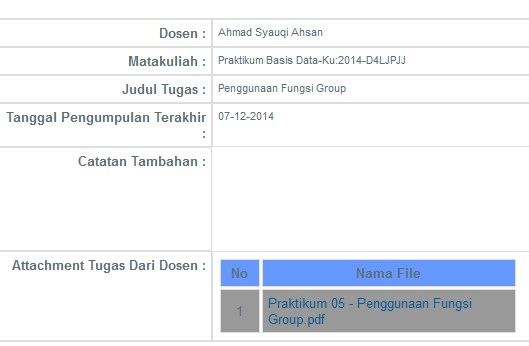 Dosen : Ahmad Syauqi Ahsan
Matakuliah : Praktikum Basis Data-Ku:2014-D4LJPJJ
Judul Tugas : Penggunaan Fungsi Group
Tanggal Pengumpulan Terakhir 07-12-2014
:
Catatan Tambahan :
Attachment Tugas Dari Dosen :
No Nama File
1 Praktikum 05 - Penggunaan Fungsi
Group.pdf